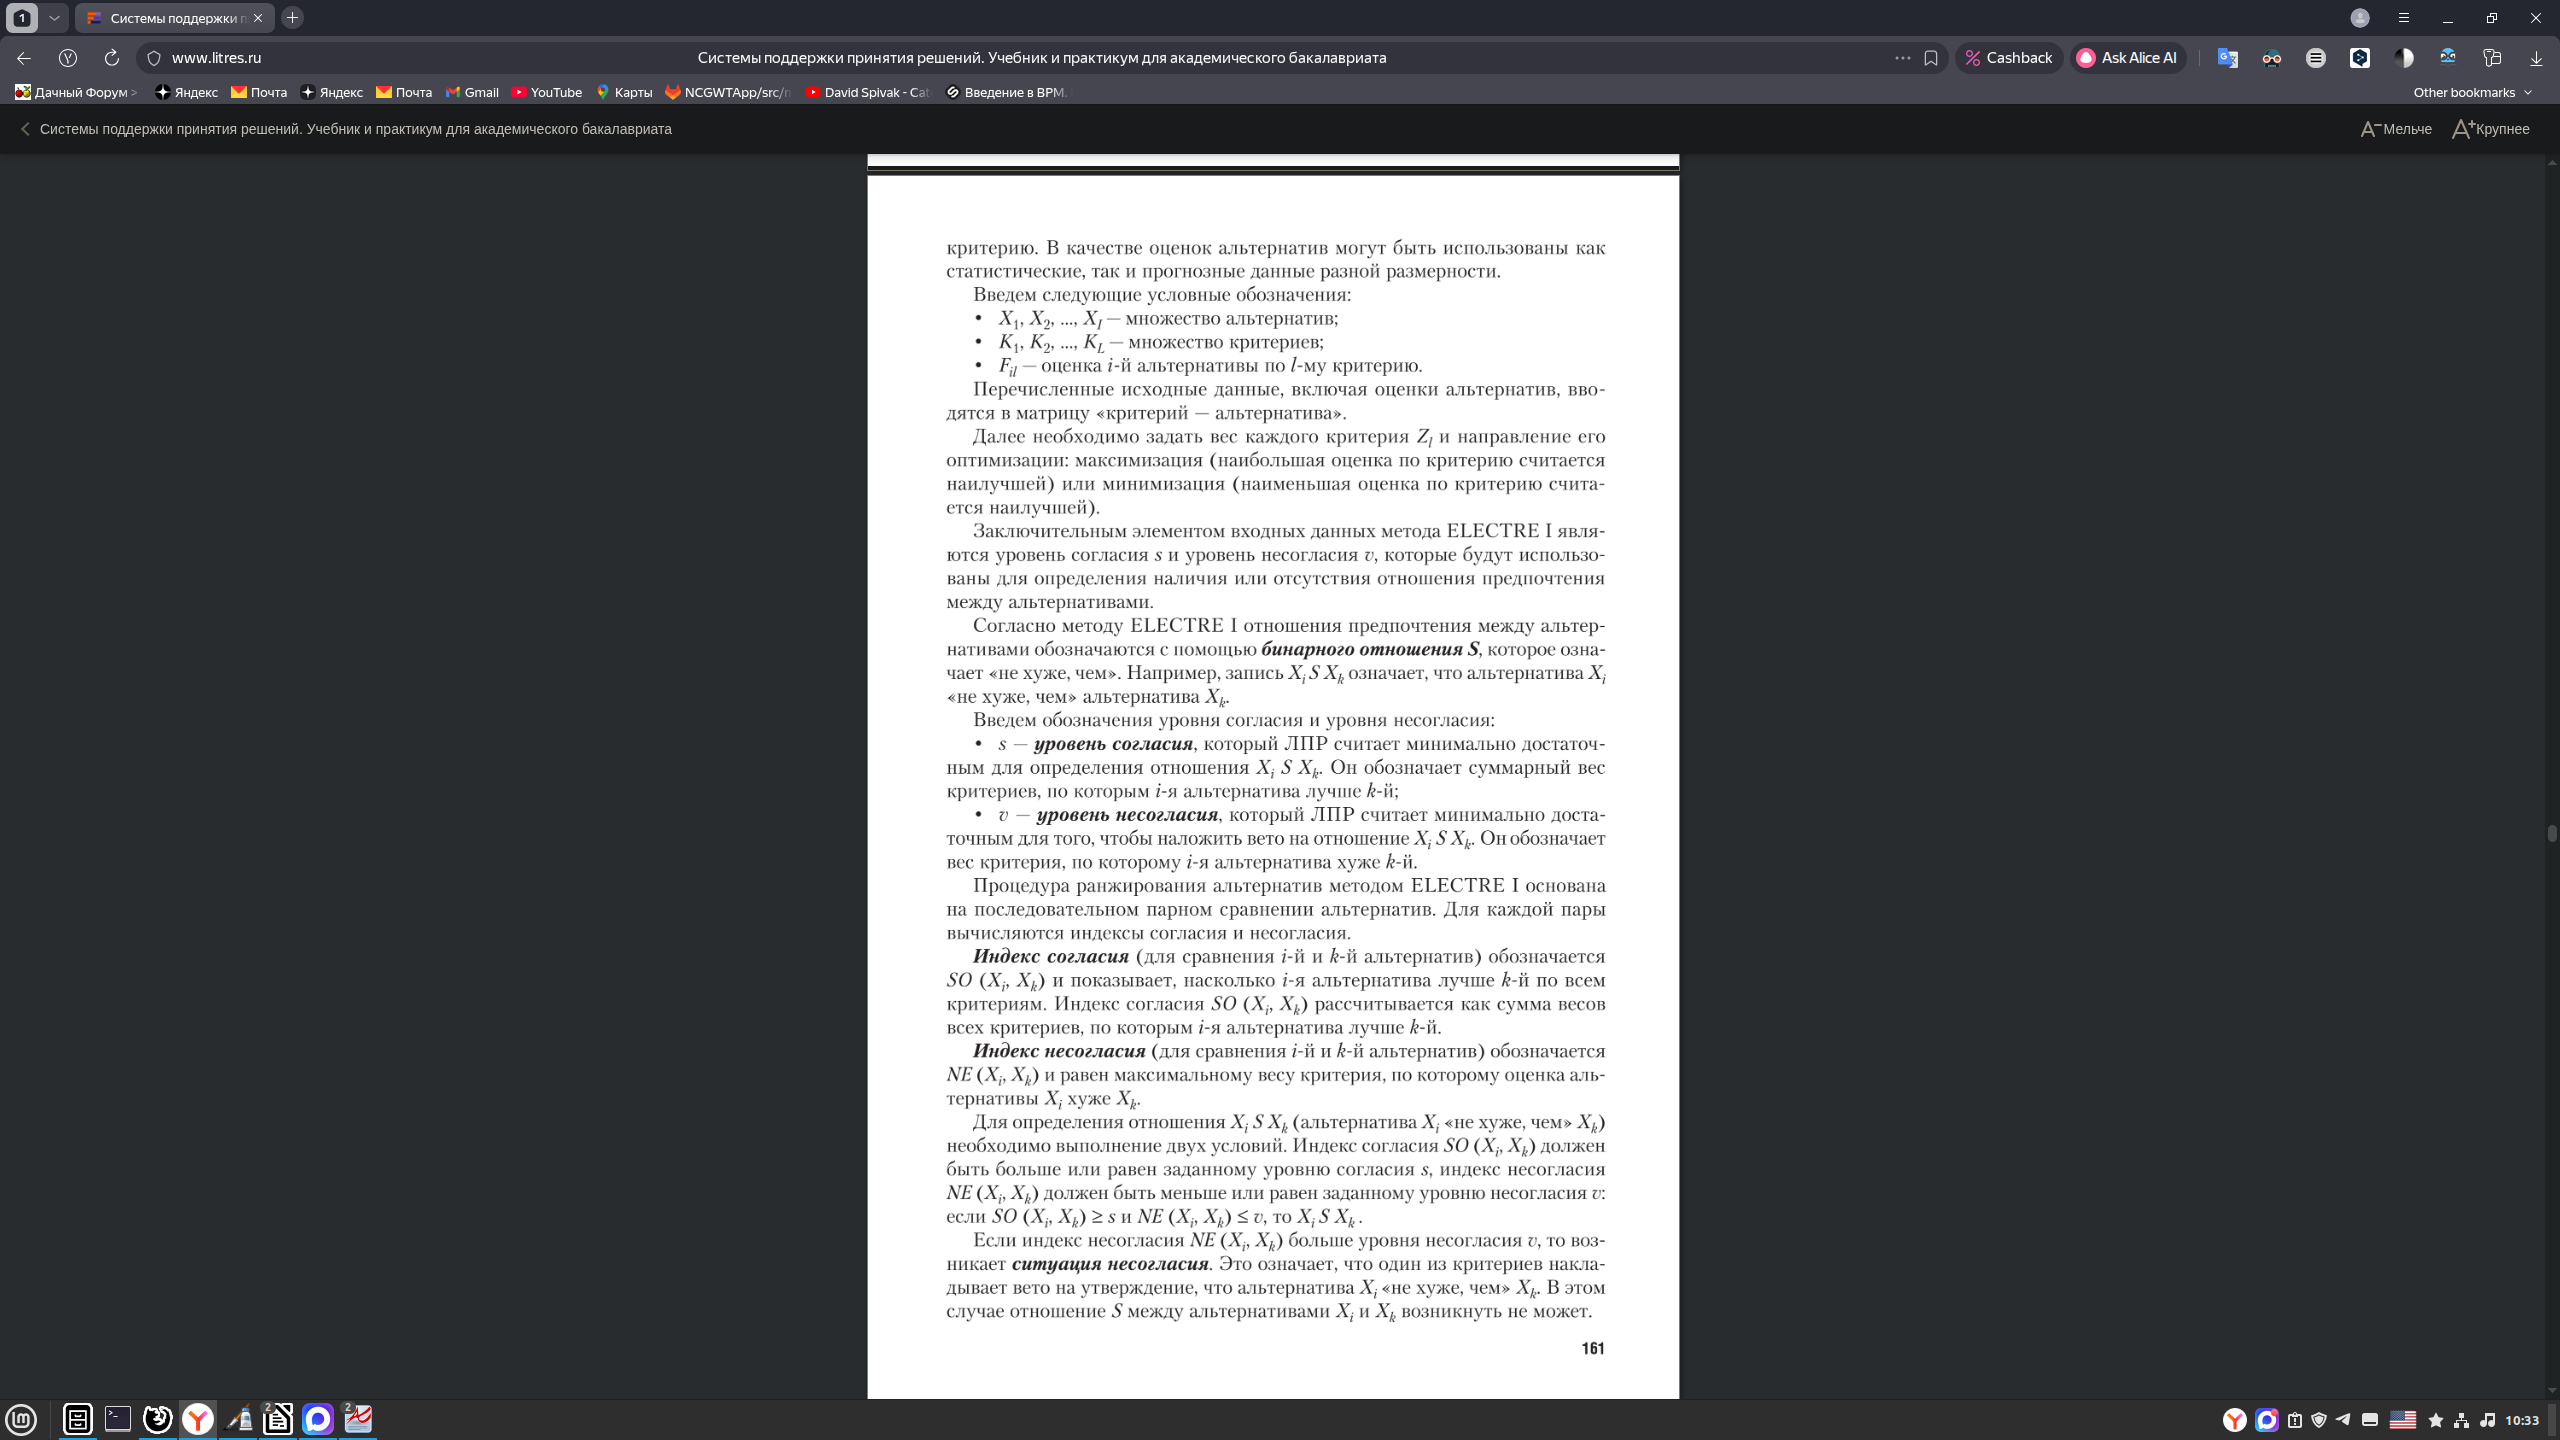 1
Системы поддержки п
www.litres.ru
Системы поддержки принятия решений. Учебник и практикум для академического бакалавриата
Cashback
Ask Alice AI
Дачный Форум >
Яндекс
Почта
Яндекс
Почта
Gmail
YouTube
Карты
NCGWTApp/src/
David Spivak - Cat
Введение в BPM.
Other bookmarks
Системы поддержки принятия решений. Учебник и практикум для академического бакалавриата
A− Мельче
A+ Крупнее
критерию. В качестве оценок альтернатив могут быть использованы как
статистические, так и прогнозные данные разной размерности.
Введем следующие условные обозначения:
• X1, X2, ..., XI — множество альтернатив;
• K1, K2, ..., KL — множество критериев;
• Fil — оценка i-й альтернативы по l-му критерию.
Перечисленные исходные данные, включая оценки альтернатив, вво-
дятся в матрицу «критерий — альтернатива».
Далее необходимо задать вес каждого критерия Zl и направление его
оптимизации: максимизация (наибольшая оценка по критерию считается
наилучшей) или минимизация (наименьшая оценка по критерию счита-
ется наилучшей).
Заключительным элементом входных данных метода ELECTRE I явля-
ются уровень согласия s и уровень несогласия v, которые будут использо-
ваны для определения наличия или отсутствия отношения предпочтения
между альтернативами.
Согласно методу ELECTRE I отношения предпочтения между альтер-
нативами обозначаются с помощью бинарного отношения S, которое озна-
чает «не хуже, чем». Например, запись Xi S Xk означает, что альтернатива Xi
«не хуже, чем» альтернатива Xk.
Введем обозначения уровня согласия и уровня несогласия:
• s — уровень согласия, который ЛПР считает минимально достаточ-
ным для определения отношения Xi S Xk. Он обозначает суммарный вес
критериев, по которым i-я альтернатива лучше k-й;
• v — уровень несогласия, который ЛПР считает минимально доста-
точным для того, чтобы наложить вето на отношение Xi S Xk. Он обозначает
вес критерия, по которому i-я альтернатива хуже k-й.
Процедура ранжирования альтернатив методом ELECTRE I основана
на последовательном парном сравнении альтернатив. Для каждой пары
вычисляются индексы согласия и несогласия.
Индекс согласия (для сравнения i-й и k-й альтернатив) обозначается
SO (Xi, Xk) и показывает, насколько i-я альтернатива лучше k-й по всем
критериям. Индекс согласия SO (Xi, Xk) рассчитывается как сумма весов
всех критериев, по которым i-я альтернатива лучше k-й.
Индекс несогласия (для сравнения i-й и k-й альтернатив) обозначается
NE (Xi, Xk) и равен максимальному весу критерия, по которому оценка аль-
тернативы Xi хуже Xk.
Для определения отношения Xi S Xk (альтернатива Xi «не хуже, чем» Xk)
необходимо выполнение двух условий. Индекс согласия SO (Xi, Xk) должен
быть больше или равен заданному уровню согласия s, индекс несогласия
NE (Xi, Xk) должен быть меньше или равен заданному уровню несогласия v:
если SO (Xi, Xk) ≥ s и NE (Xi, Xk) ≤ v, то Xi S Xk .
Если индекс несогласия NE (Xi, Xk) больше уровня несогласия v, то воз-
никает ситуация несогласия. Это означает, что один из критериев накла-
дывает вето на утверждение, что альтернатива Xi «не хуже, чем» Xk. В этом
случае отношение S между альтернативами Xi и Xk возникнуть не может.
161
2
2
10:33